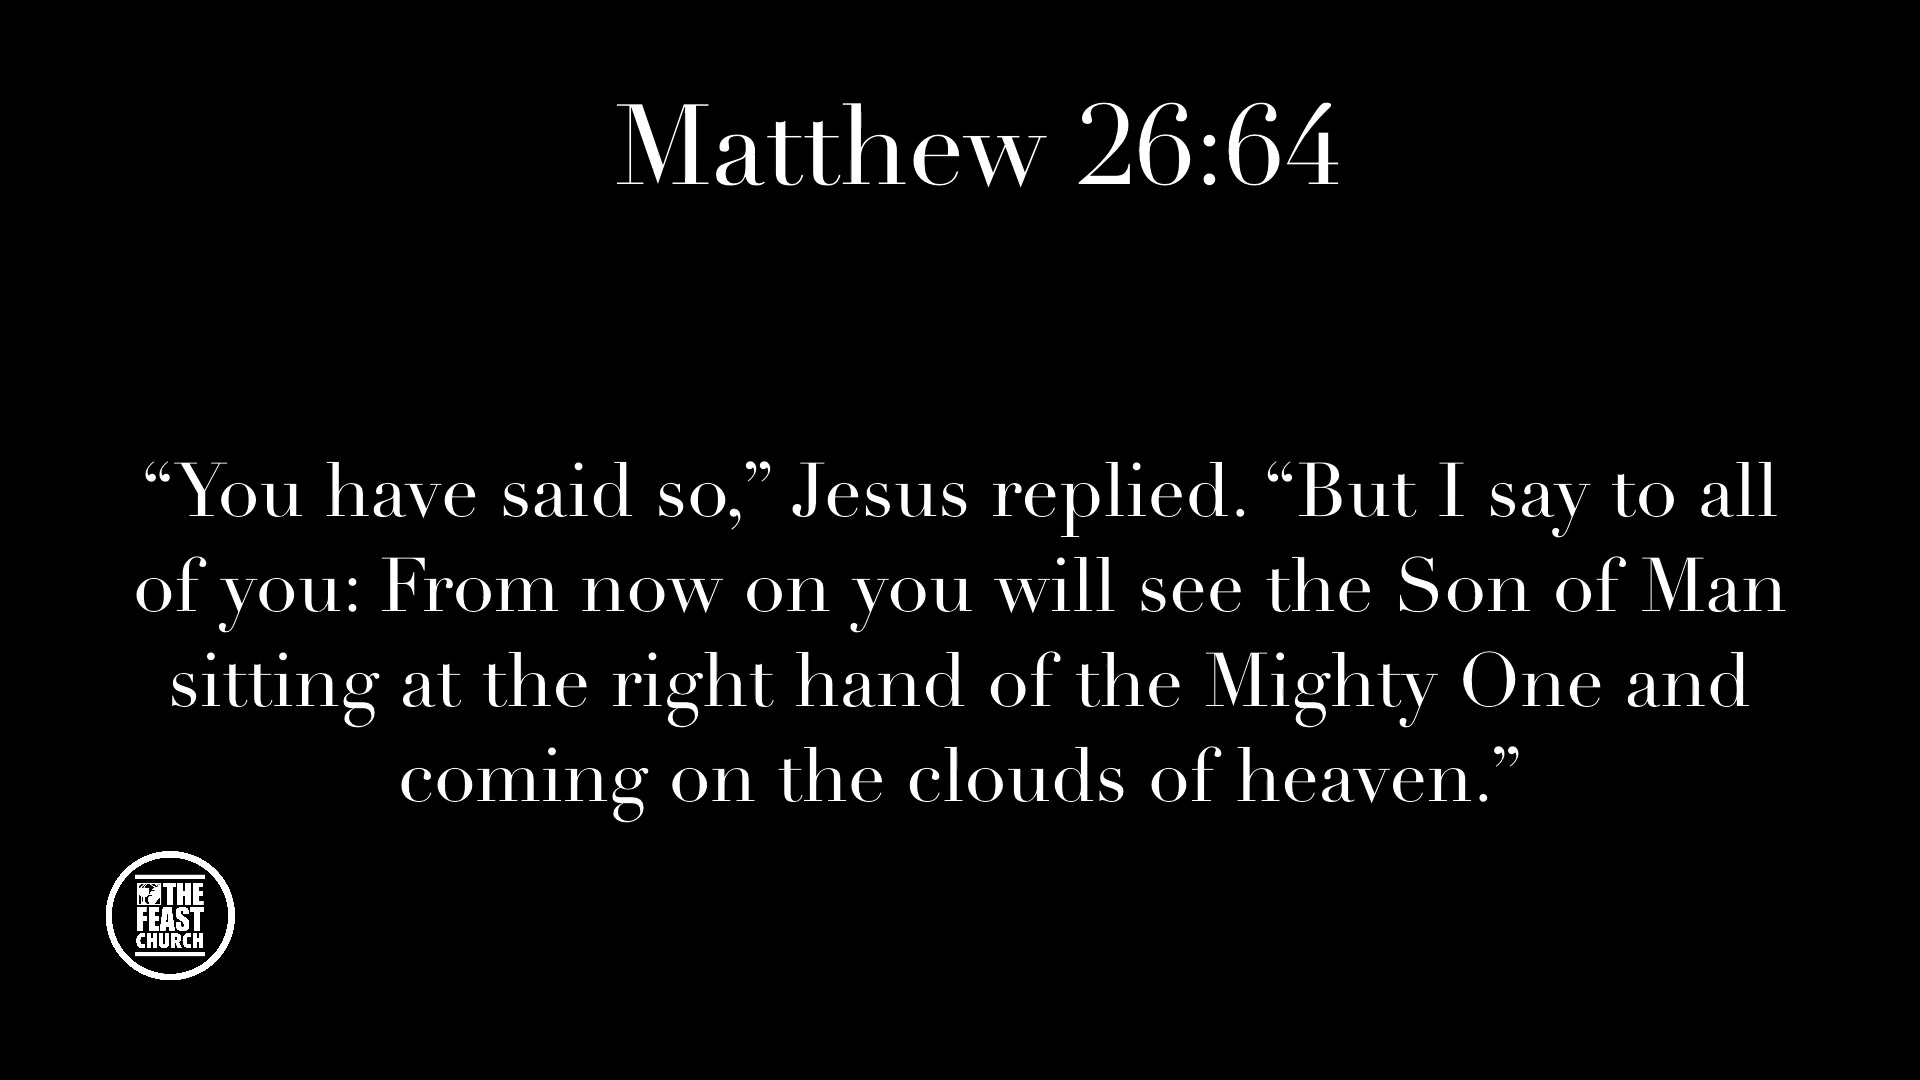 Matthew 26:64
“You have said so,” Jesus replied. “But I say to all
of you: From now on you will see the Son of Man
sitting at the right hand of the Mighty One and
coming on the clouds of heaven.”
THE
FEAST
CHURCH